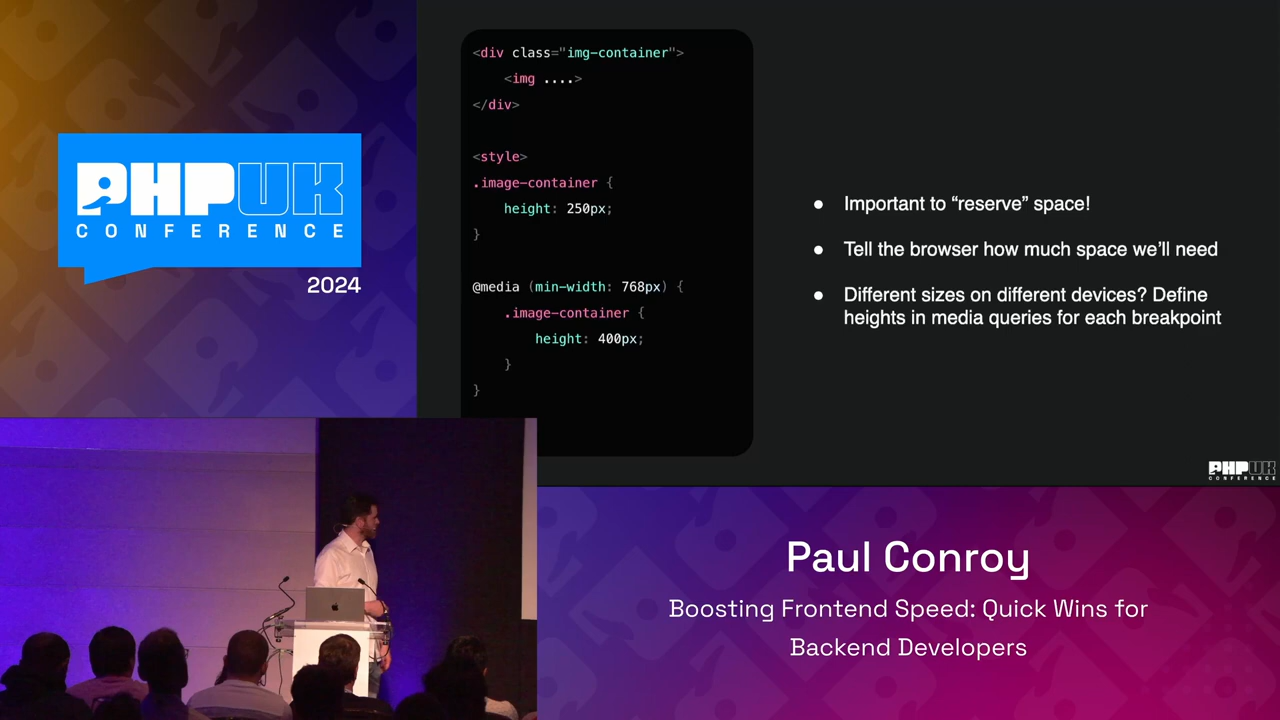 PHPUK
CONFERENCE
2024
<div class="img-container">
<img ....>
</div>
<style>
.image-container {
height: 250px;
}
@media (min-width: 768px) {
.image-container {
height: 400px;
}
}
● Important to “reserve” space!
● Tell the browser how much space we’ll need
● Different sizes on different devices? Define
heights in media queries for each breakpoint
PHPUK
CONFERENCE
Paul Conroy
Boosting Frontend Speed: Quick Wins for
Backend Developers